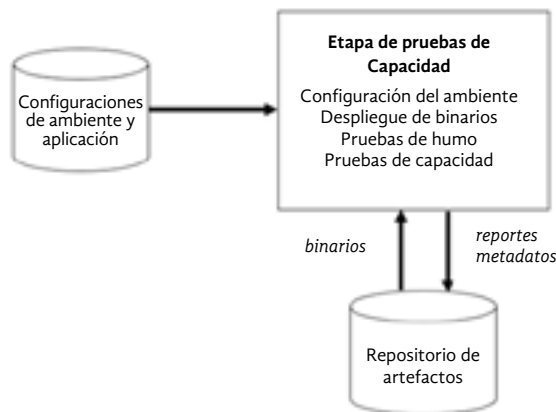 Etapa de pruebas de
Capacidad
Configuración del ambiente
Despliegue de binarios
Pruebas de humo
Pruebas de capacidad
Configuraciones
de ambiente y
aplicación
binarios
reportes
metadatos
Repositorio de
artefactos